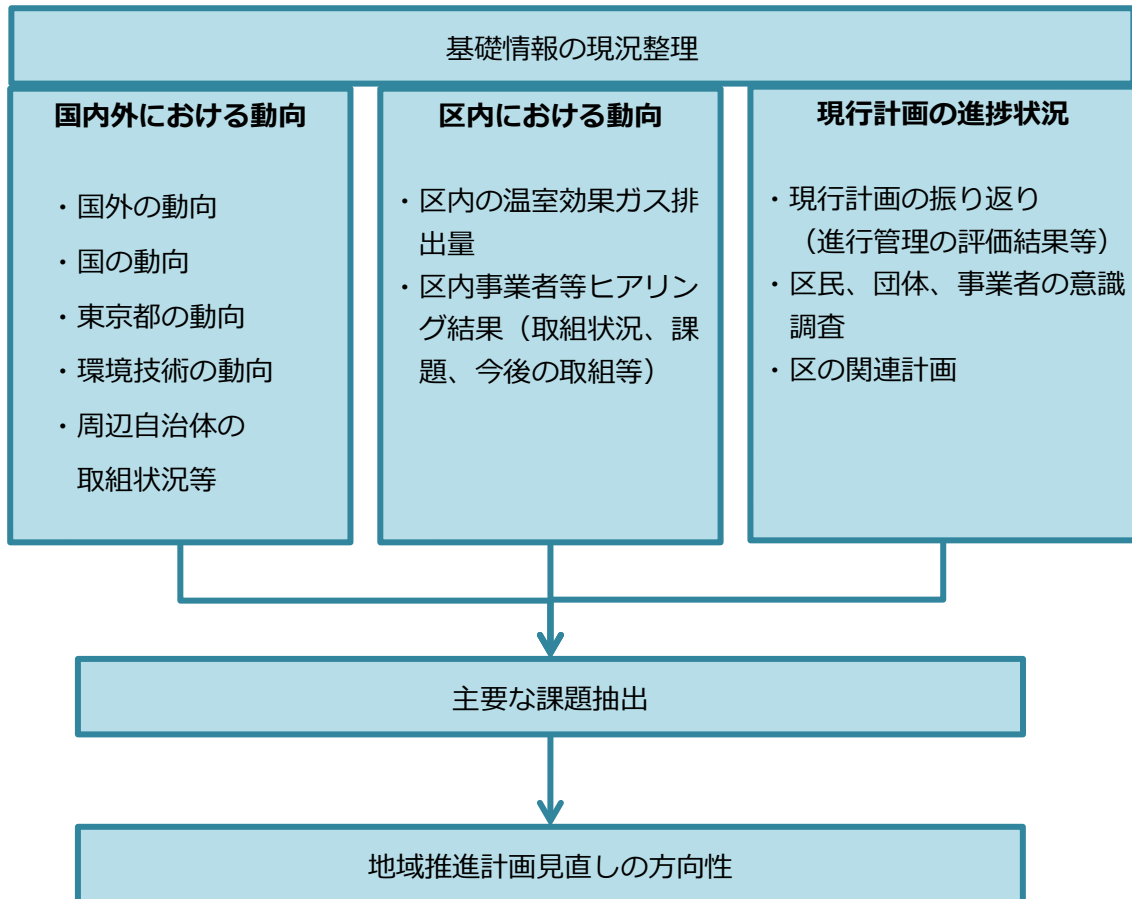 基礎情報の現況整理
国内外における動向
・国外の動向
・国の動向
・東京都の動向
・環境技術の動向
・周辺自治体の
取組状況等
区内における動向
・区内の温室効果ガス排
出量
・区内事業者等ヒアリン
グ結果（取組状況、課
題、今後の取組等）
現行計画の進捗状況
・現行計画の振り返り
（進行管理の評価結果等）
・区民、団体、事業者の意識
調査
・区の関連計画
主要な課題抽出
地域推進計画見直しの方向性